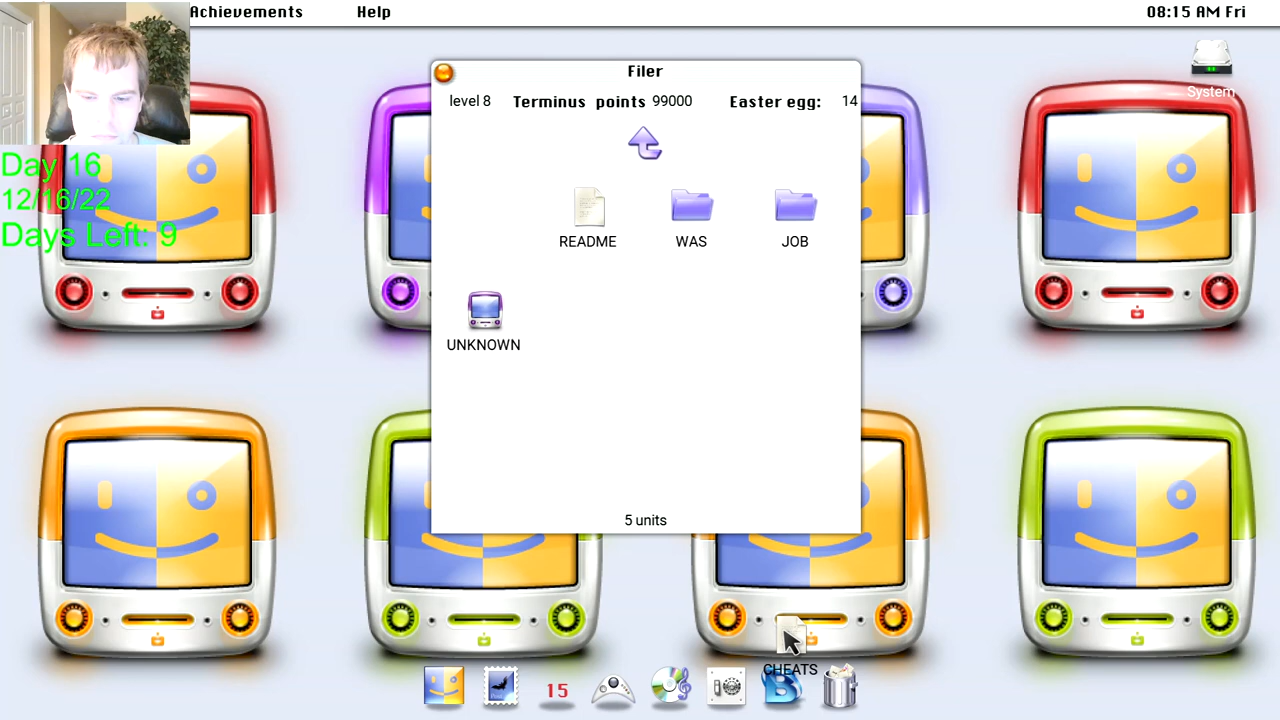 Achievements
Help
08:15 AM Fri
Day 16
12/16/22
Days Left: 9
Filer
level 8
Terminus points 99000
Easter egg: 14
System
README
WAS
JOB
UNKNOWN
5 units
CHEATS
15
B